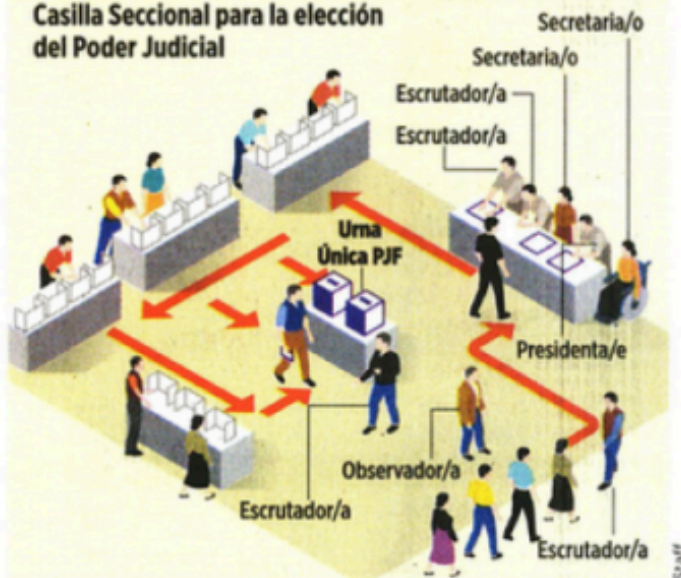 Casilla Seccional para la elección
del Poder Judicial
Secretaria/o
Secretaria/o
Escrutador/a
Escrutador/a
Urna
Única PJF
Presidenta/e
Observador/a
Escrutador/a
Escrutador/a
Staff